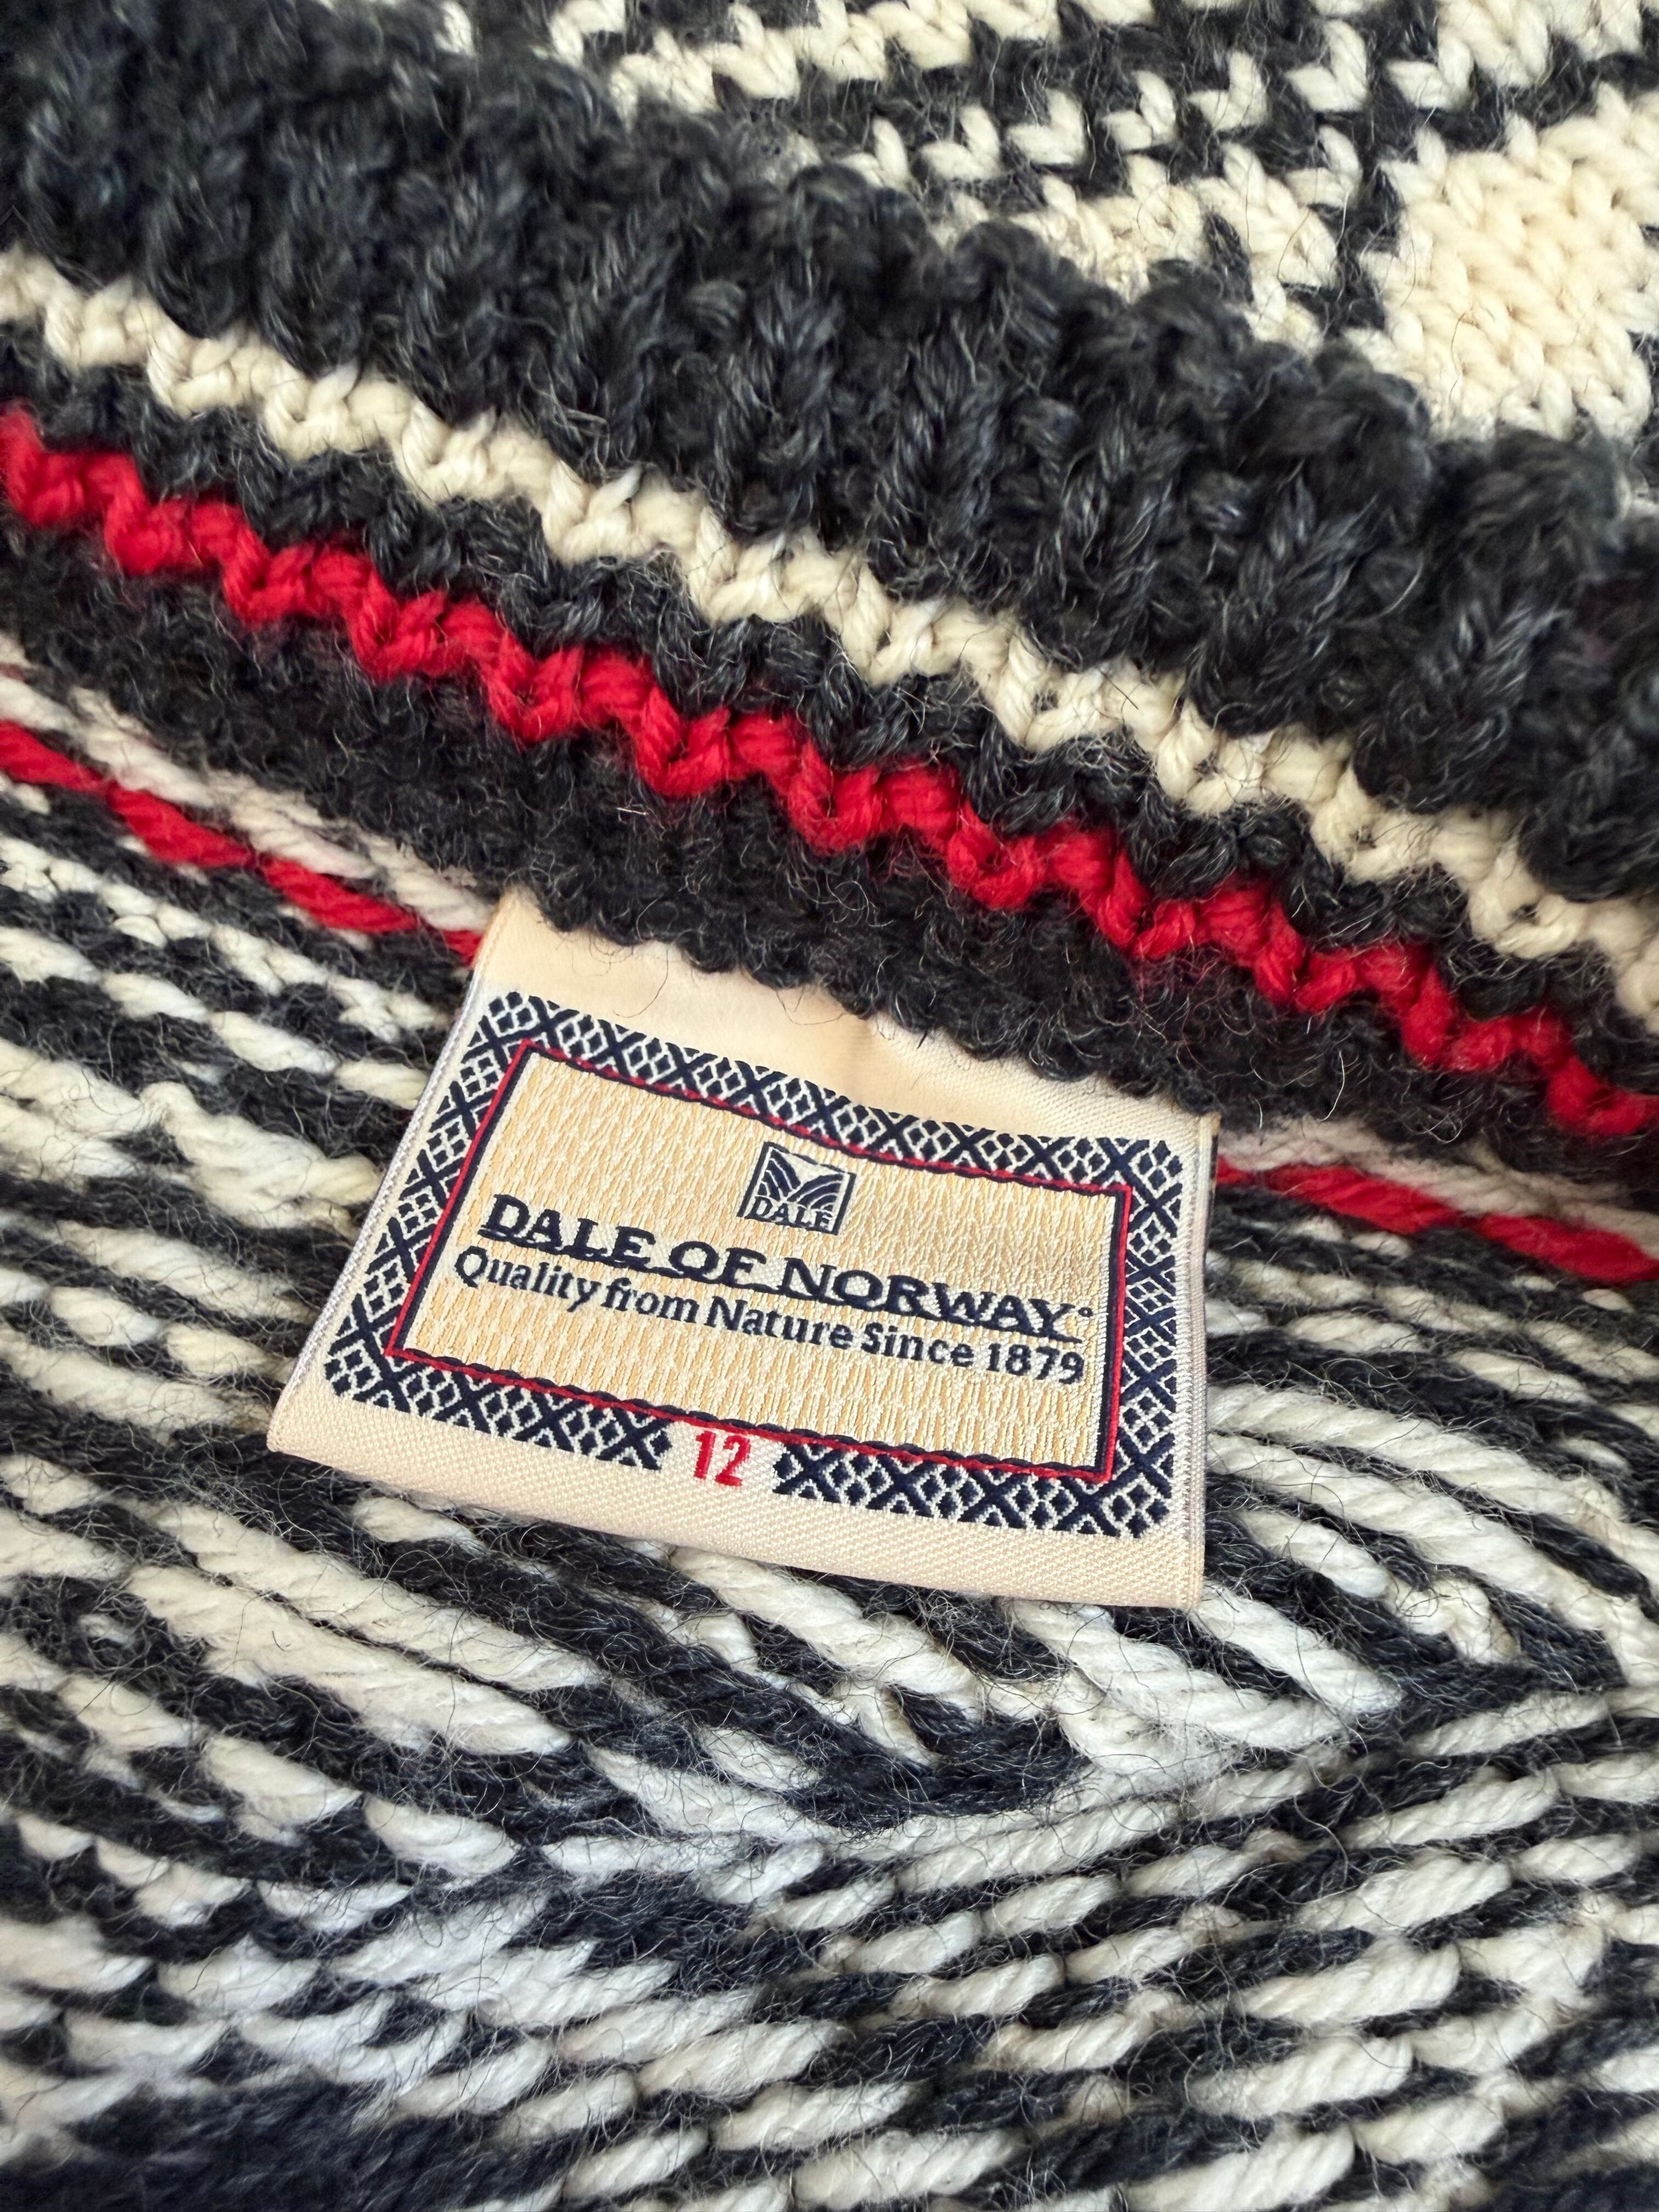 DALE
DALE OF NORWAY®
Quality from Nature Since 1879
12